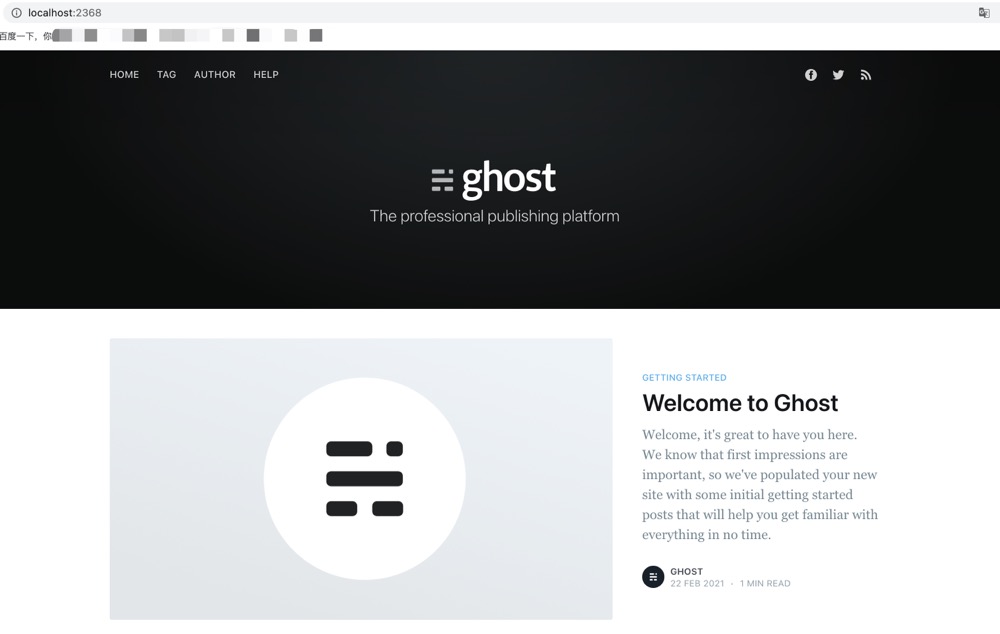 localhost:2368
百度一下，你
HOME TAG AUTHOR HELP
ghost
The professional publishing platform
GETTING STARTED
Welcome to Ghost
Welcome, it's great to have you here.
We know that first impressions are
important, so we've populated your new
site with some initial getting started
posts that will help you get familiar with
everything in no time.
GHOST
22 FEB 2021 · 1 MIN READ